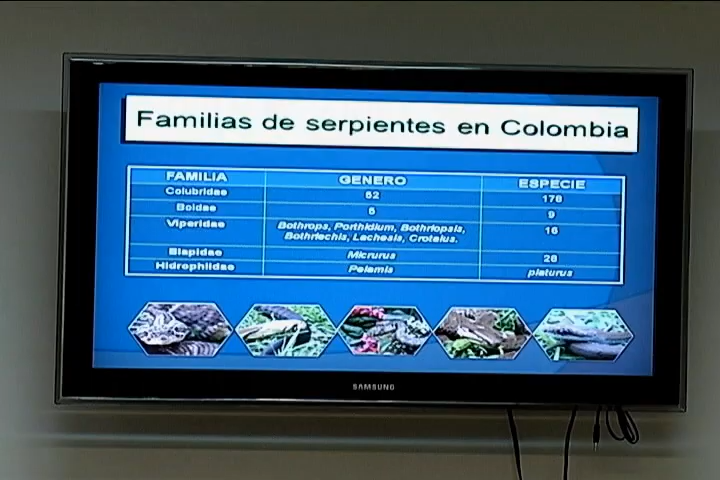 Familias de serpientes en Colombia
FAMILIA GENERO ESPECIE
Colubridae 52 178
Boidae 5 9
Viperidae Bothrops, Porthidium, Bothriopsis, 16
Bothriechis, Lachesis, Crotalus.
Elapidae Micrurus 28
Hidrophiidae Pelamis platurus
SAMSUNG